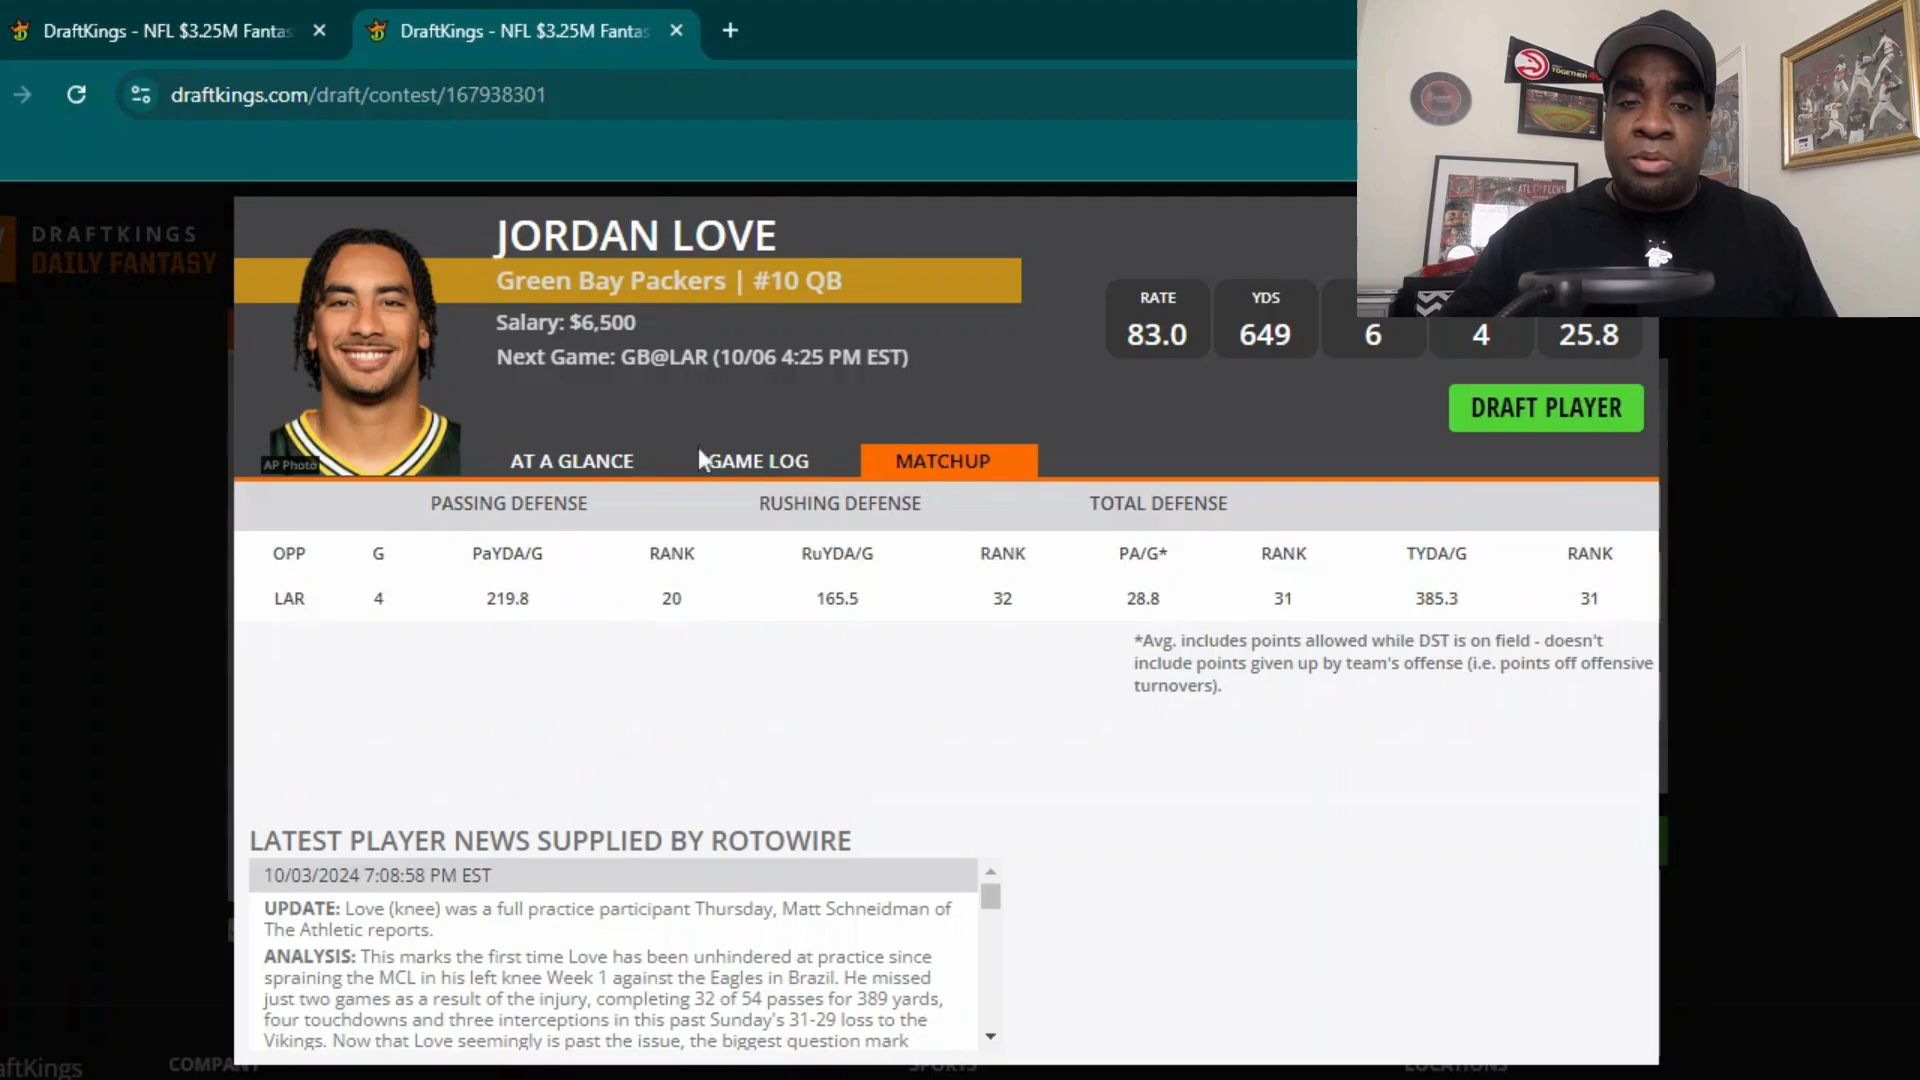 DraftKings - NFL $3.25M Fantas
DraftKings - NFL $3.25M Fantas
draftkings.com/draft/contest/167938301
TOGETHER
DRAFTKINGS
DAILY FANTASY
JORDAN LOVE
Green Bay Packers | #10 QB
Salary: $6,500
Next Game: GB@LAR (10/06 4:25 PM EST)
RATE
83.0
YDS
649
6
4
25.8
DRAFT PLAYER
AP Photo
AT A GLANCE
GAME LOG
MATCHUP
PASSING DEFENSE RUSHING DEFENSE TOTAL DEFENSE
OPP G PaYDA/G RANK RuYDA/G RANK PA/G* RANK TYDA/G RANK
LAR 4 219.8 20 165.5 32 28.8 31 385.3 31
*Avg. includes points allowed while DST is on field - doesn't
include points given up by team's offense (i.e. points off offensive
turnovers).
LATEST PLAYER NEWS SUPPLIED BY ROTOWIRE
10/03/2024 7:08:58 PM EST
UPDATE: Love (knee) was a full practice participant Thursday, Matt Schneidman of
The Athletic reports.
ANALYSIS: This marks the first time Love has been unhindered at practice since
spraining the MCL in his left knee Week 1 against the Eagles in Brazil. He missed
just two games as a result of the injury, completing 32 of 54 passes for 389 yards,
four touchdowns and three interceptions in this past Sunday's 31-29 loss to the
Vikings. Now that Love seemingly is past the issue, the biggest question mark
aftKings
COMPANY
SPORTS
LOCATIONS